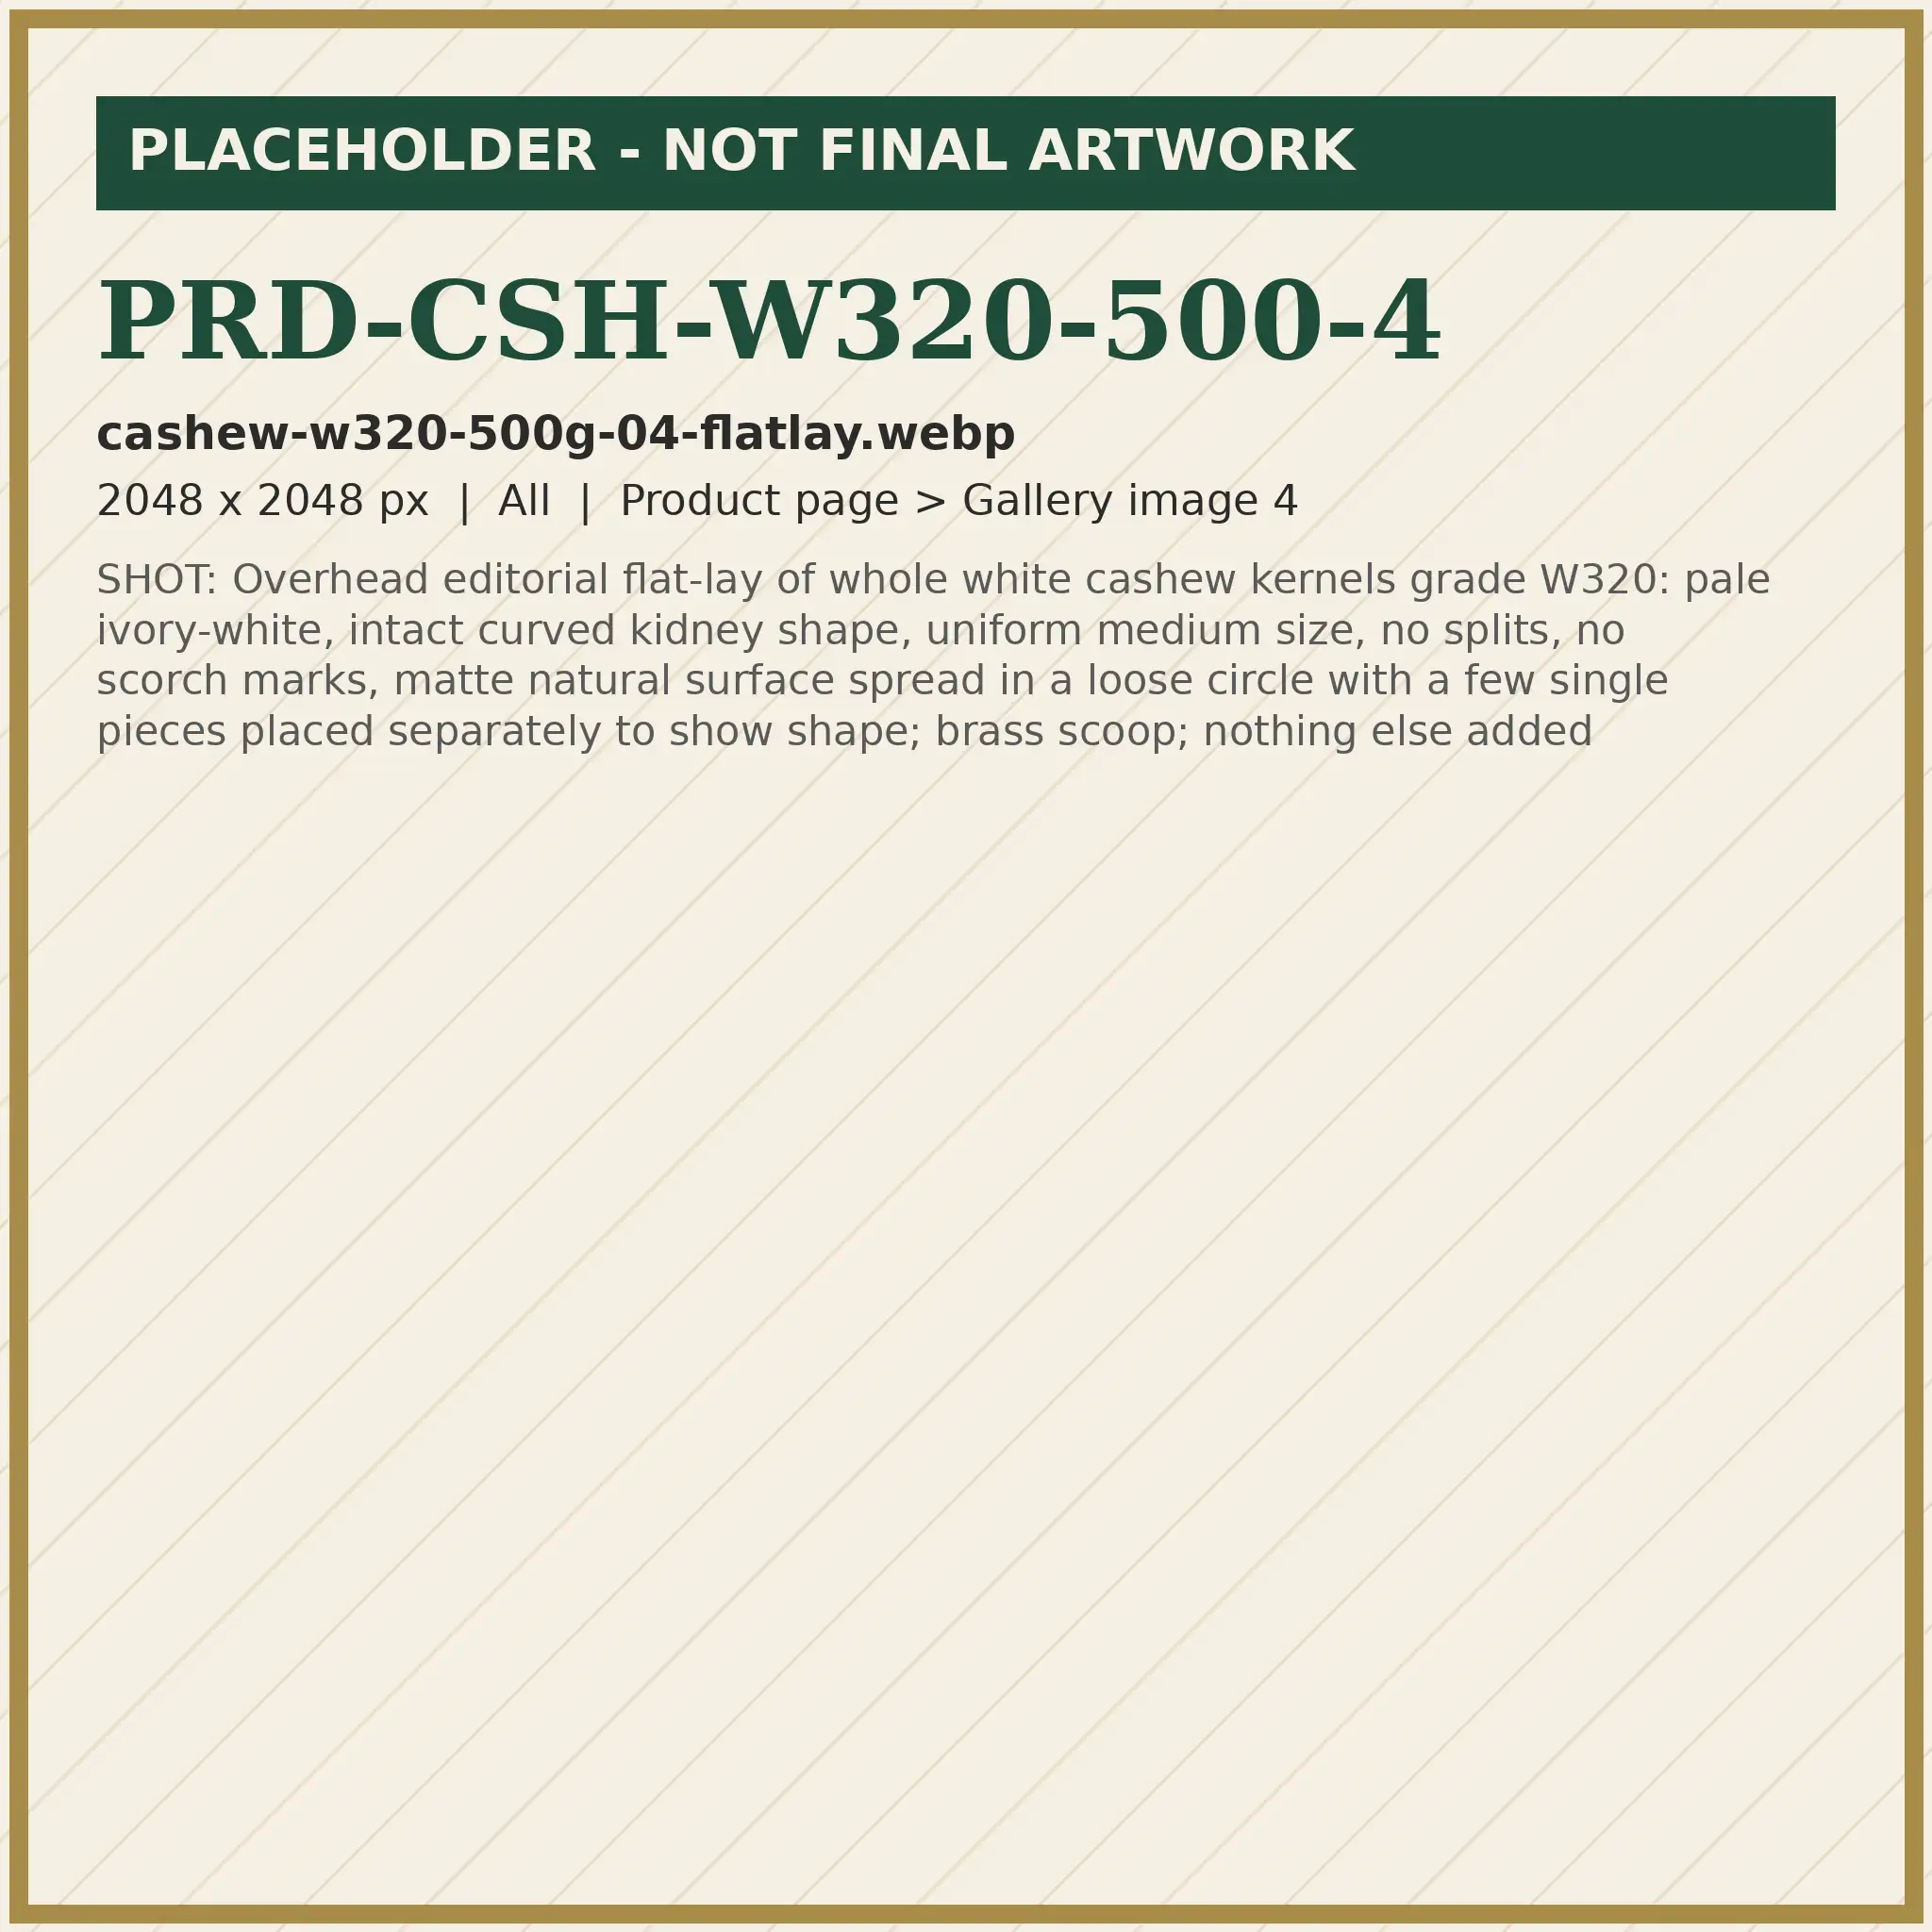 PLACEHOLDER - NOT FINAL ARTWORK
PRD-CSH-W320-500-4
cashew-w320-500g-04-flatlay.webp
2048 x 2048 px | All | Product page > Gallery image 4
SHOT: Overhead editorial flat-lay of whole white cashew kernels grade W320: pale
ivory-white, intact curved kidney shape, uniform medium size, no splits, no
scorch marks, matte natural surface spread in a loose circle with a few single
pieces placed separately to show shape; brass scoop; nothing else added